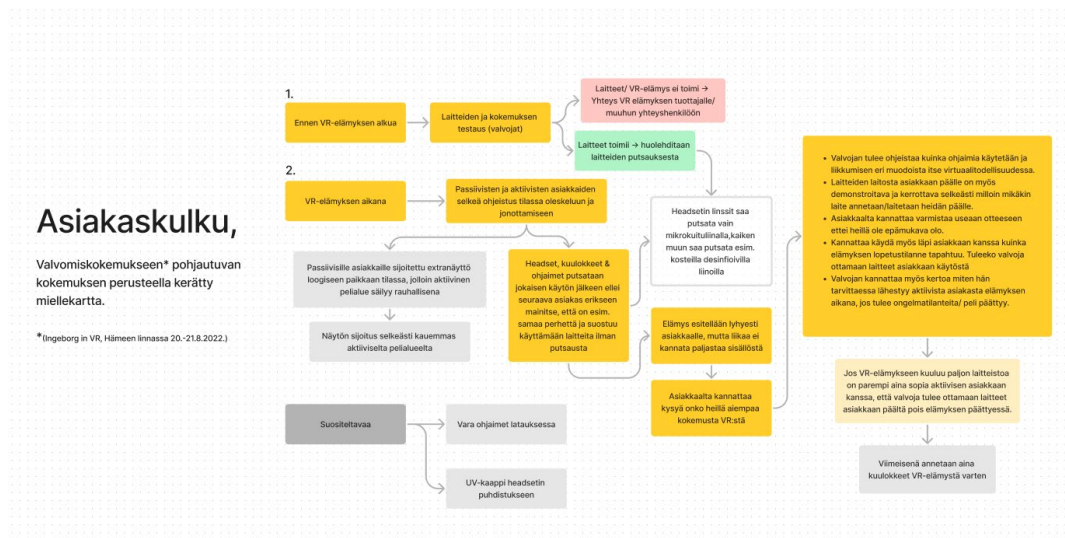 Asiakaskulku,
Valvomiskokemukseen* pohjautuvan
kokemuksen perusteella kerätty
miellekartta.
*(Ingeborg in VR, Hämeen linnassa 20.-21.8.2022.)
1.
Ennen VR-elämyksen alkua
Laitteiden ja kokemuksen
testaus (valvojat)
Laitteet/ VR-elämys ei toimi →
Yhteys VR elämyksen tuottajalle/
muuhun yhteyshenkilöön
Laitteet toimii → huolehditaan
laitteiden putsauksesta
2.
VR-elämyksen aikana
Passiivisten ja aktiivisten asiakkaiden
selkeä ohjeistus tilassa oleskeluun ja
jonottamiseen
Passiivisille asiakkaille sijoitettu extranäyttö
loogiseen paikkaan tilassa, jolloin aktiivinen
pelialue säilyy rauhallisena
Näytön sijoitus selkeästi kauemmas
aktiiviselta pelialueelta
Headset, kuulokkeet &
ohjaimet putsataan
jokaisen käytön jälkeen ellei
seuraava asiakas erikseen
mainitse, että on esim.
samaa perhettä ja suostuu
käyttämään laitteita ilman
putsausta
Headsetin linssit saa
putsata vain
mikrokuituliinalla,kaiken
muun saa putsata esim.
kosteilla desinfioivilla
liinoilla
Elämys esitellään lyhyesti
asiakkaalle, mutta liikaa ei
kannata paljastaa sisällöstä
Asiakkaalta kannattaa
kysyä onko heillä aiempaa
kokemusta VR:stä
• Valvojan tulee ohjeistaa kuinka ohjaimia käytetään ja
liikkumisen eri muodoista itse virtuaalitodellisuudessa.
• Laitteiden laitosta asiakkaan päälle on myös
demonstroitava ja kerrottava selkeästi milloin mikäkin
laite annetaan/laitetaan heidän päälle.
• Asiakkaalta kannattaa varmistaa useaan otteeseen
ettei heillä ole epämukava olo.
• Kannattaa käydä myös läpi asiakkaan kanssa kuinka
elämyksen lopetustilanne tapahtuu. Tuleeko valvoja
ottamaan laitteet asiakkaan käytöstä
• Valvojan kannattaa myös kertoa miten hän
tarvittaessa lähestyy aktiivista asiakasta elämyksen
aikana, jos tulee ongelmatilanteita/ peli päättyy.
Jos VR-elämykseen kuuluu paljon laitteistoa
on parempi aina sopia aktiivisen asiakkaan
kanssa, että valvoja tulee ottamaan laitteet
asiakkaan päältä pois elämyksen päättyessä.
Viimeisenä annetaan aina
kuulokkeet VR-elämystä varten
Suositeltavaa
Vara ohjaimet latauksessa
UV-kaappi headsetin
puhdistukseen